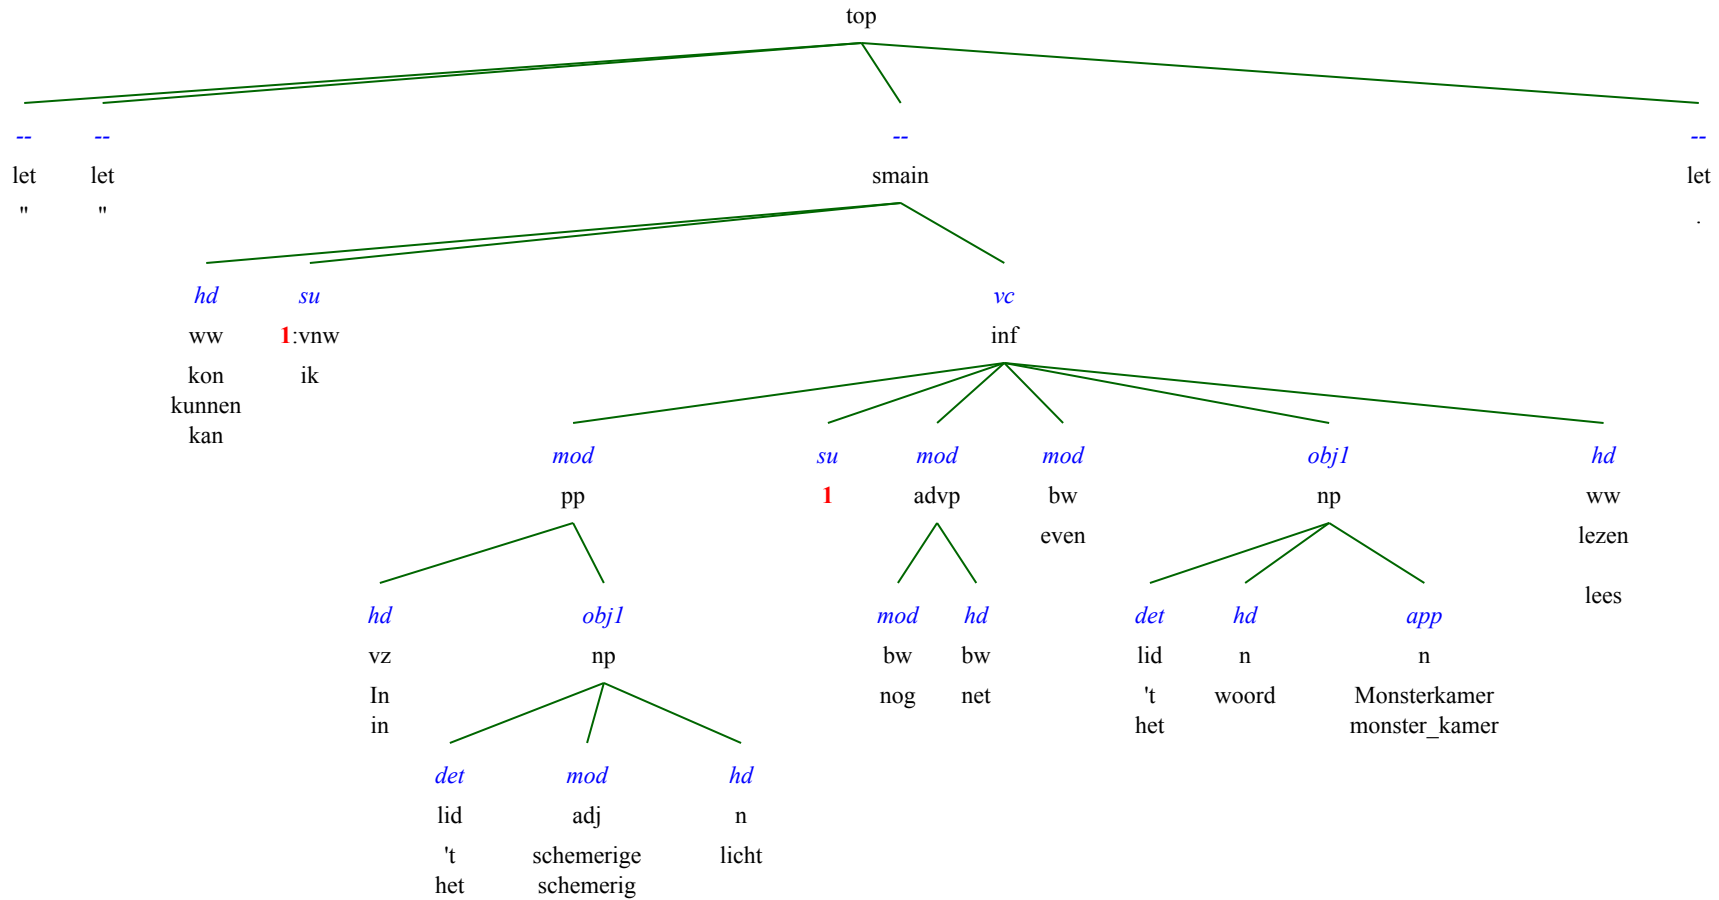 top
-- -- -- --
let let smain let
" " .
hd su vc
ww 1:vnw inf
kon ik
kunnen
kan
mod su mod mod obj1 hd
pp 1 advp bw np ww
even lezen
lees
hd obj1 mod hd det hd app
vz np bw bw lid n n
In nog net 't woord Monsterkamer
in het monster_kamer
det mod hd
lid adj n
't schemerige licht
het schemerig